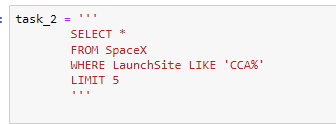 : task_2 = '''
SELECT *
FROM SpaceX
WHERE LaunchSite LIKE 'CCA%'
LIMIT 5
'''